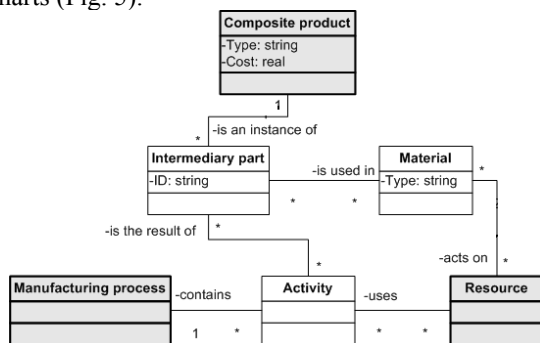 harts (Fig. 5).
Composite product
-Type: string
-Cost: real
1
-is an instance of
*
Intermediary part
-ID: string
-is used in
* *
Material
-Type: string
*
-is the result of
*
*
-acts on
*
Manufacturing process
-contains
1 *
Activity
-uses
* *
Resource